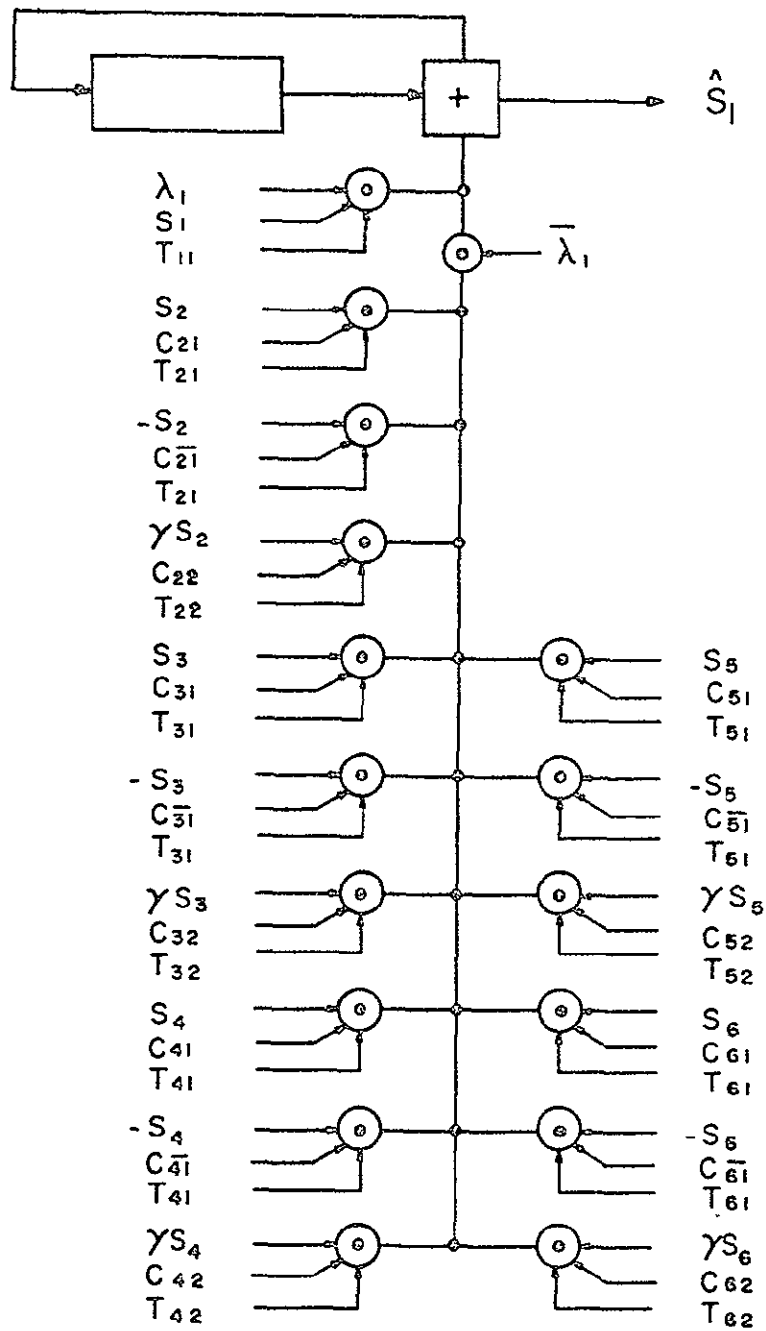 +
Ŝ₁
λ₁
S₁
T₁₁
λ̅₁
S₂
C₂₁
T₂₁
-S₂
C₂̅₁̅
T₂₁
γS₂
C₂₂
T₂₂
S₃
C₃₁
T₃₁
S₅
C₅₁
T₅₁
-S₃
C₃̅₁̅
T₃₁
-S₅
C₅̅₁̅
T₅₁
γS₃
C₃₂
T₃₂
γS₅
C₅₂
T₅₂
S₄
C₄₁
T₄₁
S₆
C₆₁
T₆₁
-S₄
C₄̅₁̅
T₄₁
-S₆
C₆̅₁̅
T₆₁
γS₄
C₄₂
T₄₂
γS₆
C₆₂
T₆₂